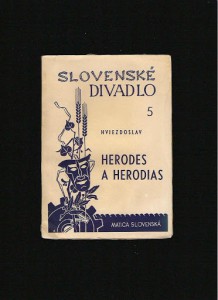 SLOVENSKÉ
DIVADLO
5
HVIEZDOSLAV
HERODES
A HERODIAS
MATICA SLOVENSKÁ